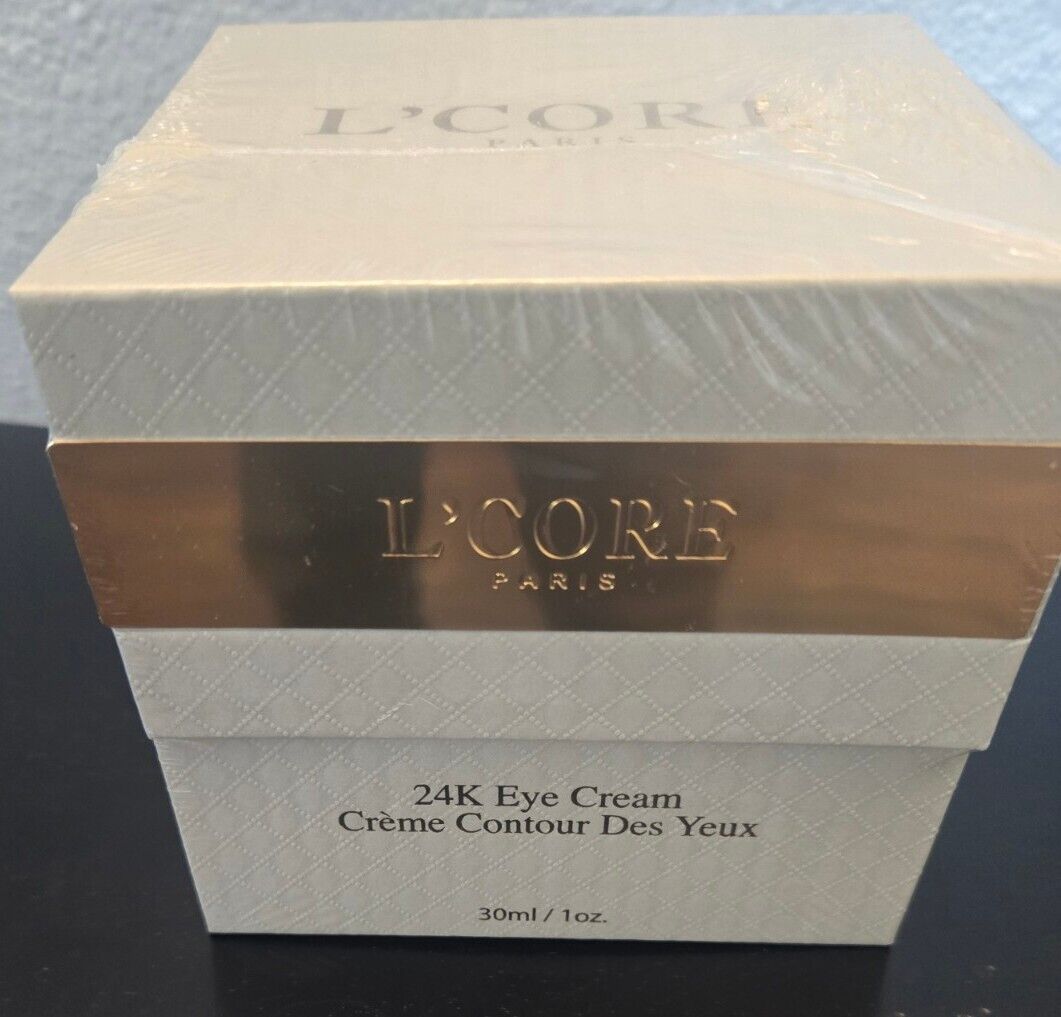 L'CORE
PARIS
L'CORE
PARIS
24K Eye Cream
Crème Contour Des Yeux
30ml / 1oz.